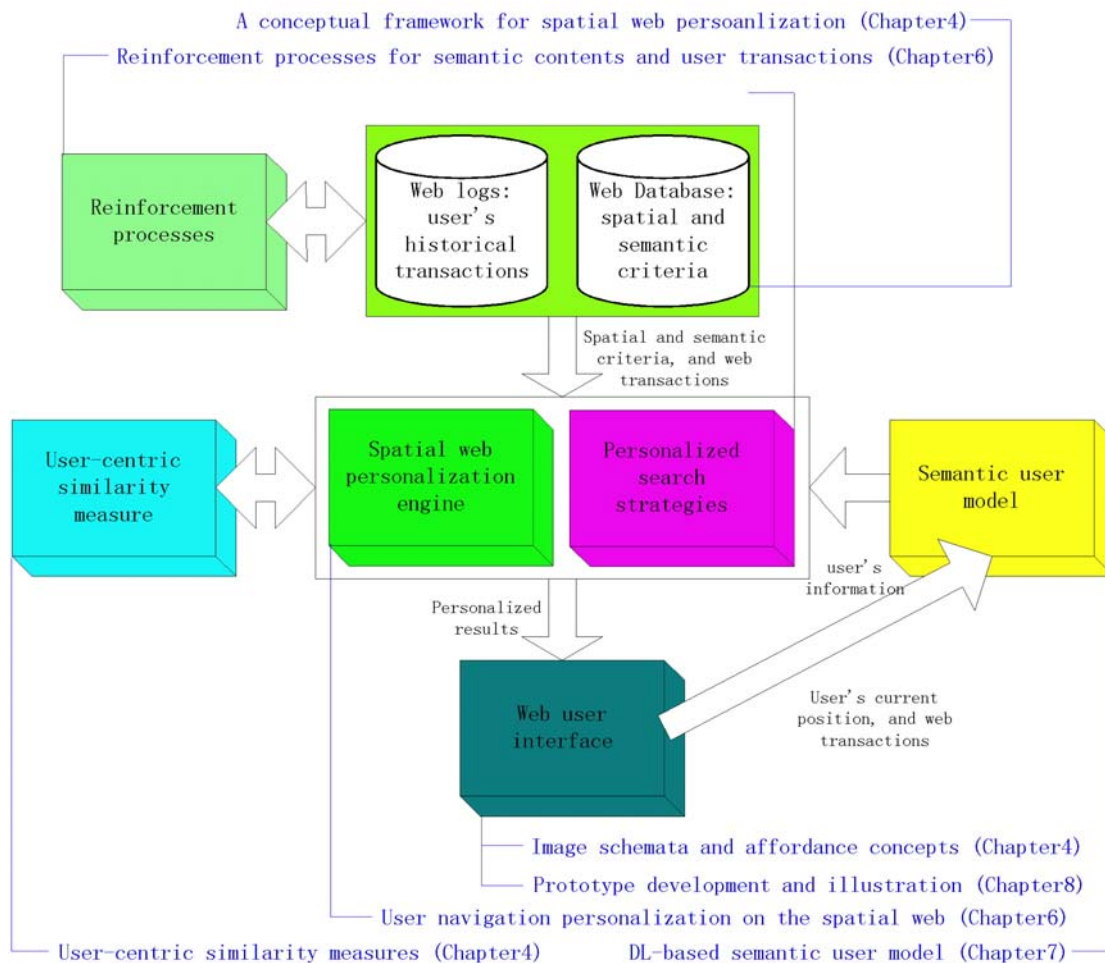 A conceptual framework for spatial web persoanlization (Chapter4)
Reinforcement processes for semantic contents and user transactions (Chapter6)
Reinforcement
processes
Web logs:
user's
historical
transactions
Web Database:
spatial and
semantic
criteria
Spatial and semantic
criteria, and web
transactions
User-centric
similarity
measure
Spatial web
personalization
engine
Personalized
search
strategies
Semantic user
model
user's
information
Personalized
results
Web user
interface
User's current
position, and web
transactions
Image schemata and affordance concepts (Chapter4)
Prototype development and illustration (Chapter8)
User navigation personalization on the spatial web (Chapter6)
User-centric similarity measures (Chapter4)
DL-based semantic user model (Chapter7)